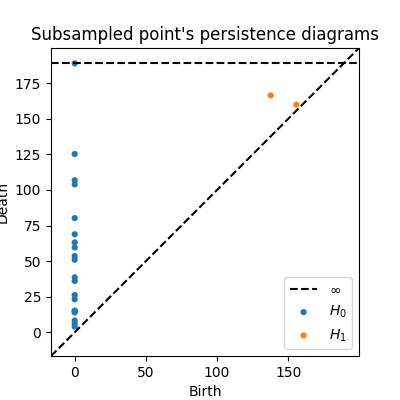 Subsampled point's persistence diagrams
175
150
125
100
75
50
25
0
Death
0 50 100 150
Birth
∞
H₀
H₁